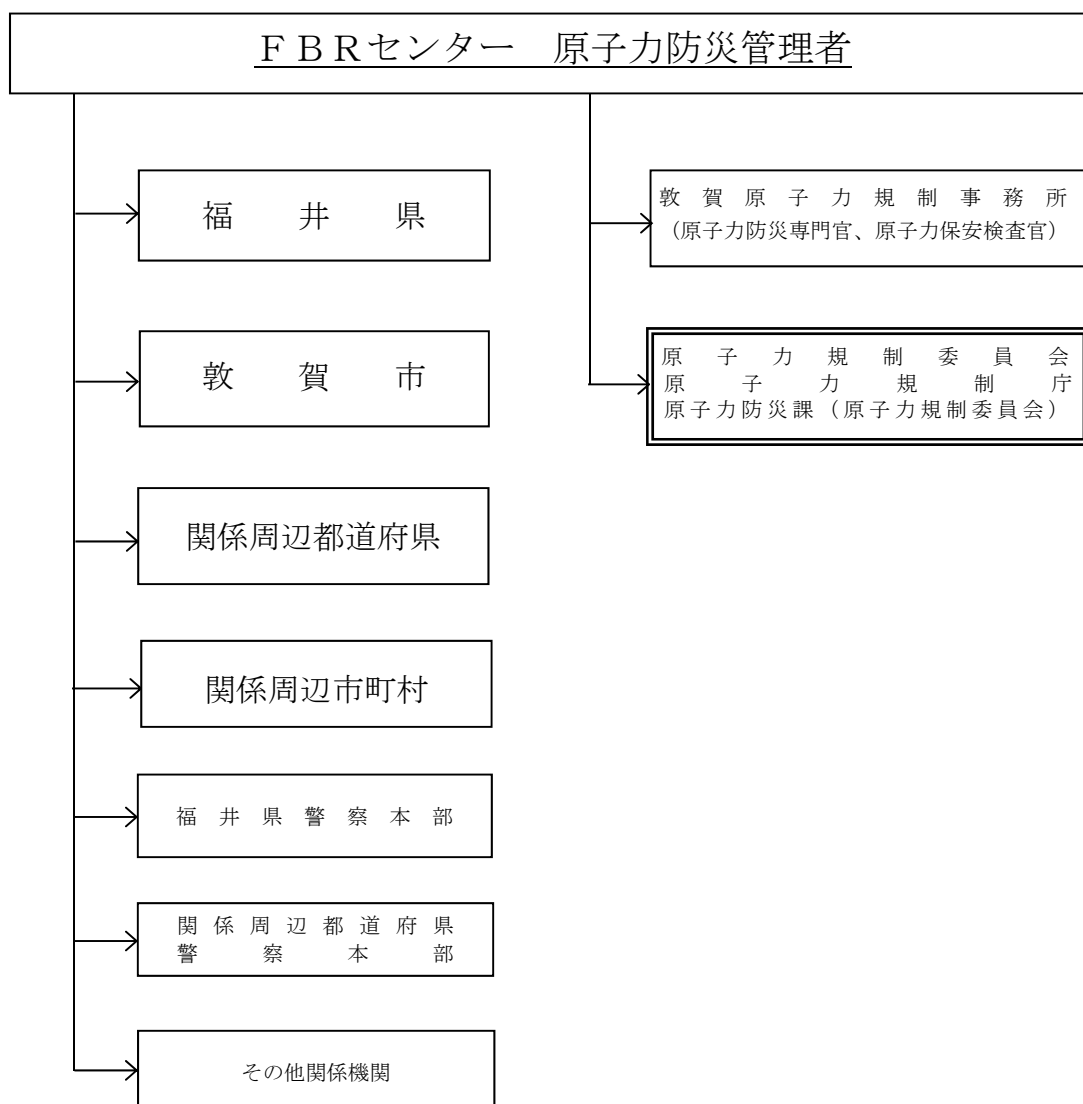 ＦＢＲセンター　原子力防災管理者
福井県
敦賀市
関係周辺都道府県
関係周辺市町村
福井県警察本部
関係周辺都道府県
警察本部
その他関係機関
敦賀原子力規制事務所
（原子力防災専門官、原子力保安検査官）
原子力規制委員会
原子力規制庁
原子力防災課（原子力規制委員会）